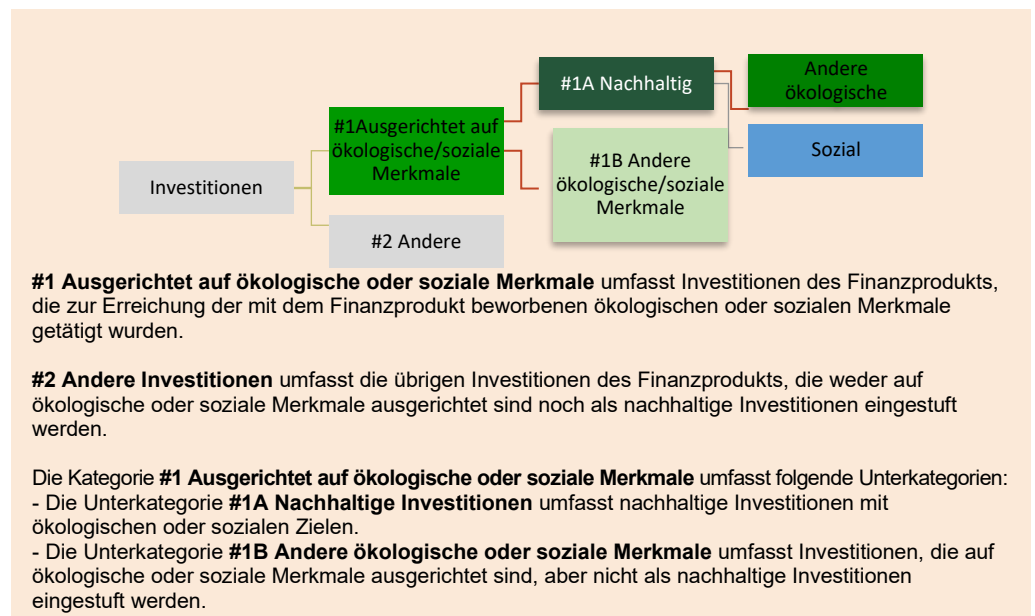 Investitionen
#1Ausgerichtet auf
ökologische/soziale
Merkmale
#2 Andere
#1A Nachhaltig
#1B Andere
ökologische/soziale
Merkmale
Andere
ökologische
Sozial
#1 Ausgerichtet auf ökologische oder soziale Merkmale umfasst Investitionen des Finanzprodukts,
die zur Erreichung der mit dem Finanzprodukt beworbenen ökologischen oder sozialen Merkmale
getätigt wurden.
#2 Andere Investitionen umfasst die übrigen Investitionen des Finanzprodukts, die weder auf
ökologische oder soziale Merkmale ausgerichtet sind noch als nachhaltige Investitionen eingestuft
werden.
Die Kategorie #1 Ausgerichtet auf ökologische oder soziale Merkmale umfasst folgende Unterkategorien:
- Die Unterkategorie #1A Nachhaltige Investitionen umfasst nachhaltige Investitionen mit
ökologischen oder sozialen Zielen.
- Die Unterkategorie #1B Andere ökologische oder soziale Merkmale umfasst Investitionen, die auf
ökologische oder soziale Merkmale ausgerichtet sind, aber nicht als nachhaltige Investitionen
eingestuft werden.